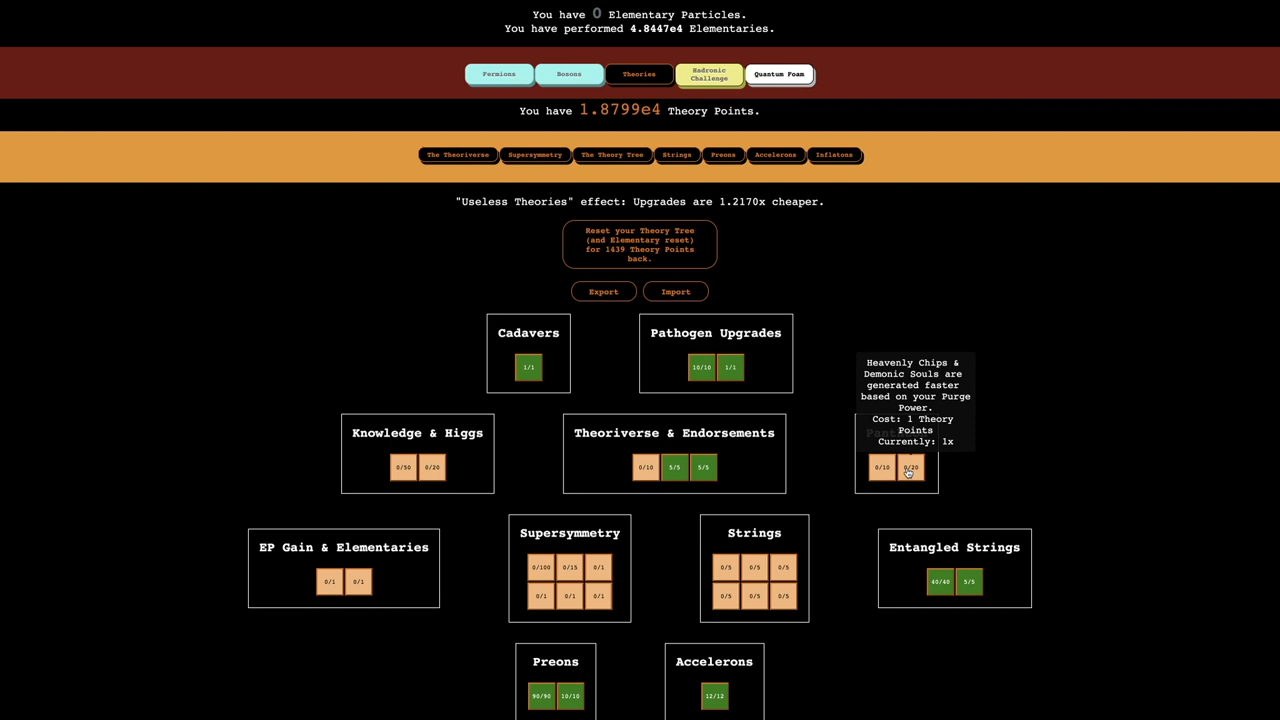 You have 0 Elementary Particles.
You have performed 4.8447e4 Elementaries.
Fermions
Bosons
Theories
Hadronic
Challenge
Quantum Foam
You have 1.8799e4 Theory Points.
The Theoriverse
Supersymmetry
The Theory Tree
Strings
Preons
Accelerons
Inflatons
"Useless Theories" effect: Upgrades are 1.2170x cheaper.
Reset your Theory Tree
(and Elementary reset)
for 1439 Theory Points
back.
Export
Import
Cadavers
1/1
Pathogen Upgrades
10/10
1/1
Heavenly Chips &
Demonic Souls are
generated faster
based on your Purge
Power.
Cost: 1 Theory
Points
Currently: 1x
Knowledge & Higgs
0/50
0/20
Theoriverse & Endorsements
0/10
5/5
5/5
0/10
0/20
EP Gain & Elementaries
0/1
0/1
Supersymmetry
0/100
0/15
0/1
0/1
0/1
0/1
Strings
0/5
0/5
0/5
0/5
0/5
0/5
Entangled Strings
40/40
5/5
Preons
90/90
10/10
Accelerons
12/12